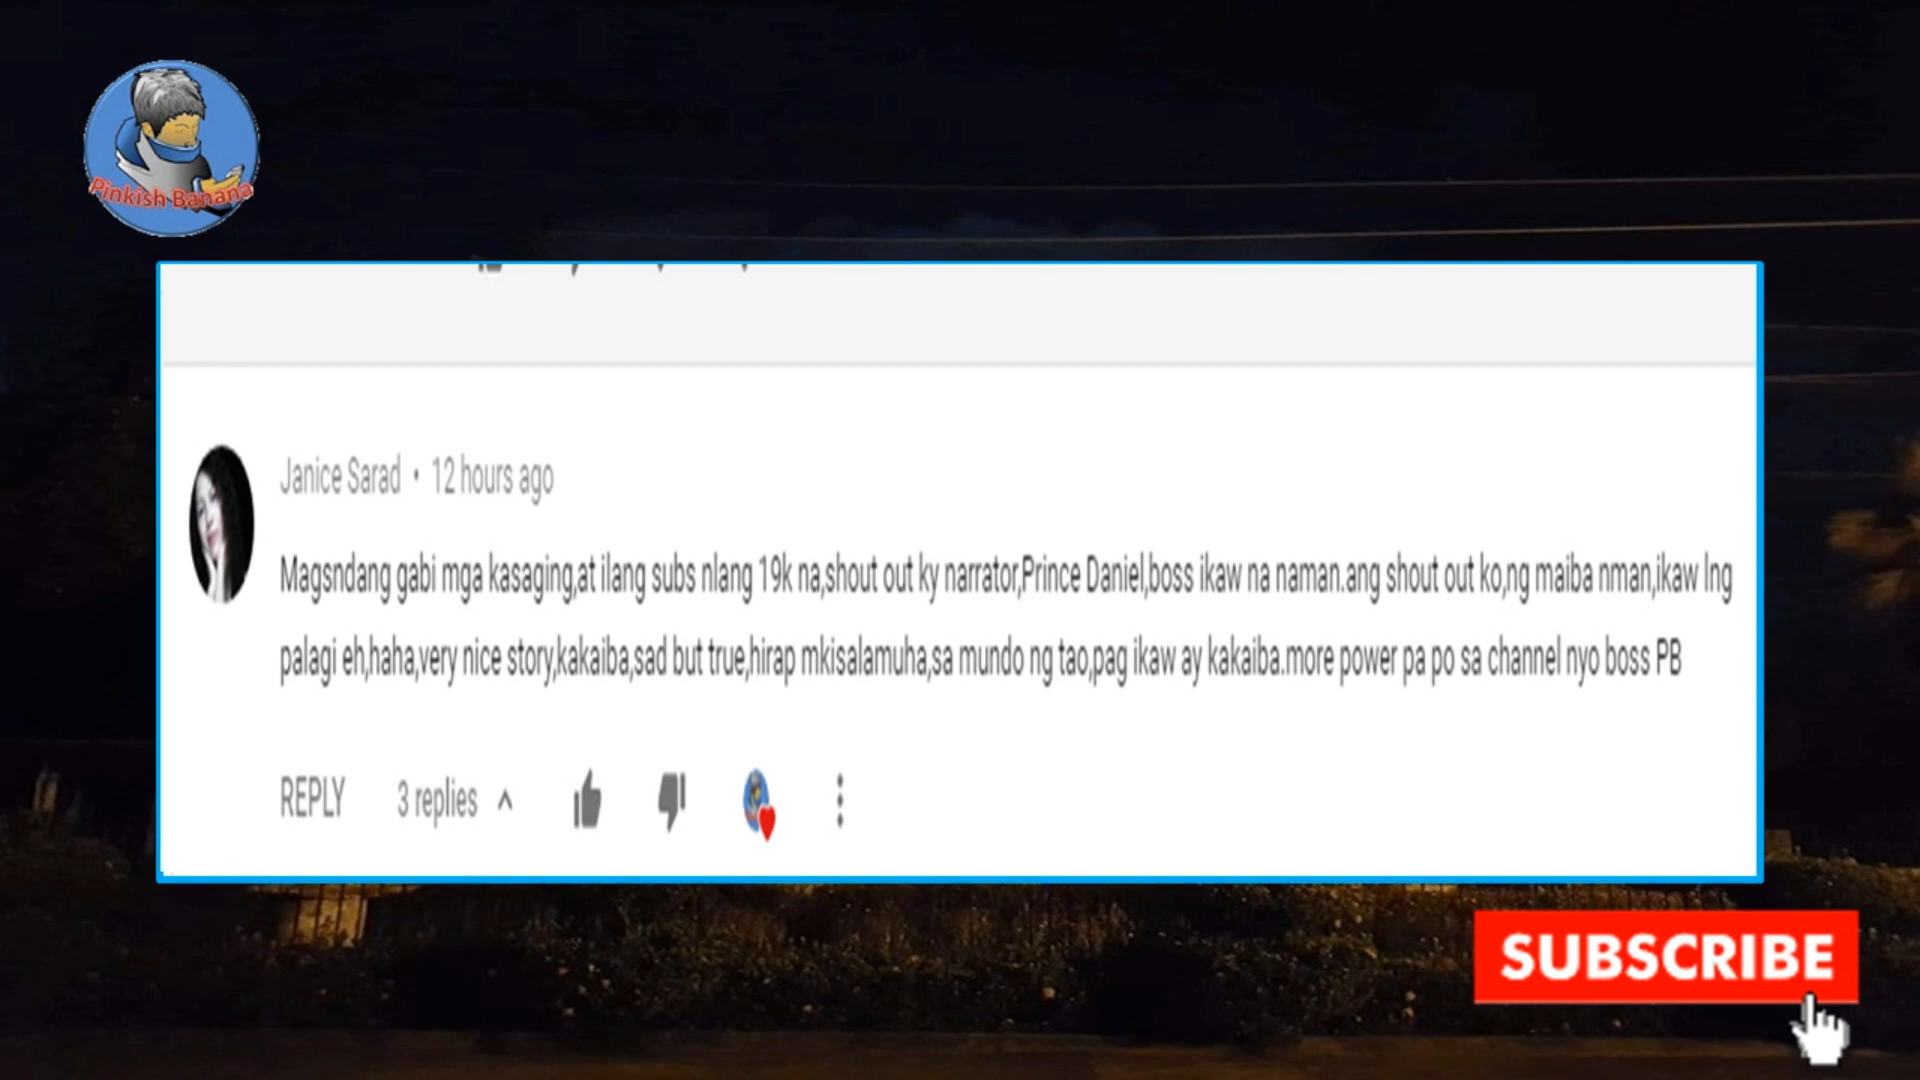 Pinkish Banana
Janice Sarad • 12 hours ago
Magsndang gabi mga kasaging,at ilang subs nlang 19k na,shout out ky narrator,Prince Daniel,boss ikaw na naman.ang shout out ko,ng maiba nman,ikaw lng
palagi eh,haha,very nice story,kakaiba,sad but true,hirap mkisalamuha,sa mundo ng tao,pag ikaw ay kakaiba.more power pa po sa channel nyo boss PB
REPLY 3 replies
SUBSCRIBE